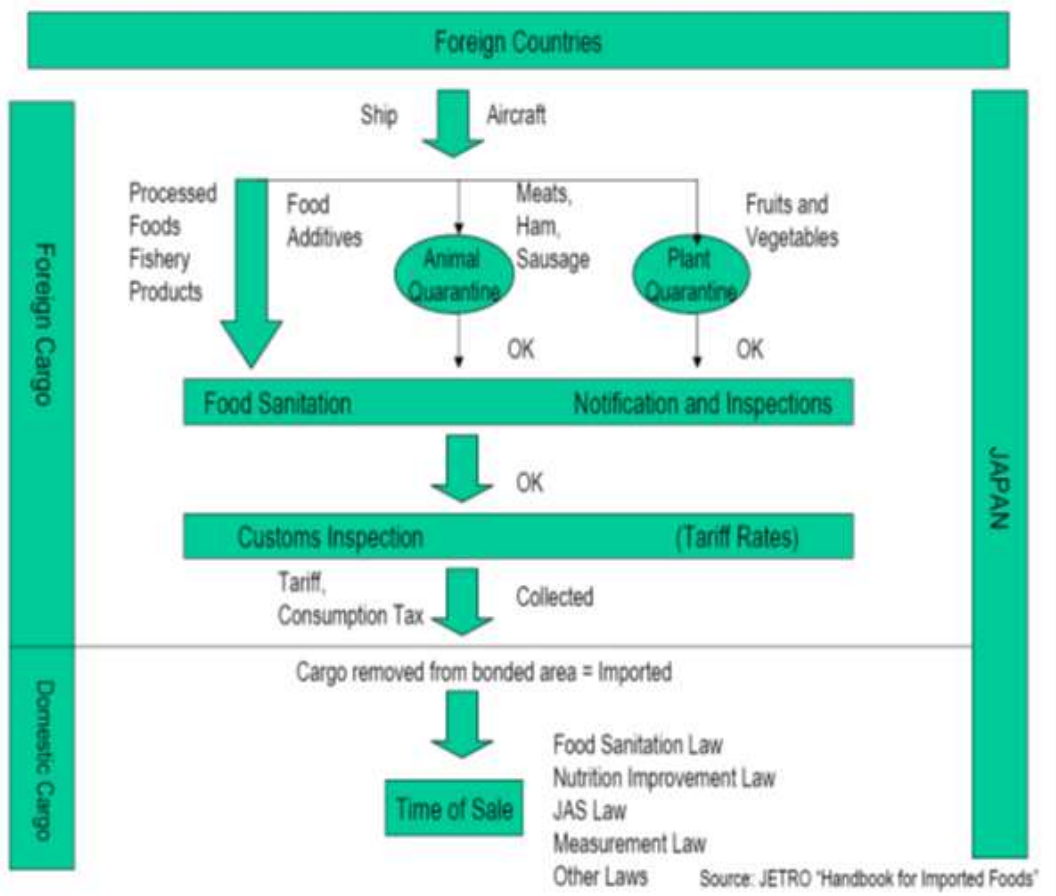 Foreign Countries
Ship
Aircraft
Foreign Cargo
JAPAN
Processed
Foods
Fishery
Products
Food
Additives
Animal
Quarantine
Meats,
Ham,
Sausage
Plant
Quarantine
Fruits and
Vegetables
OK
OK
Food Sanitation
Notification and Inspections
OK
Customs Inspection
(Tariff Rates)
Tariff,
Consumption Tax
Collected
Cargo removed from bonded area = Imported
Domestic Cargo
Time of Sale
Food Sanitation Law
Nutrition Improvement Law
JAS Law
Measurement Law
Other Laws
Source: JETRO "Handbook for Imported Foods"